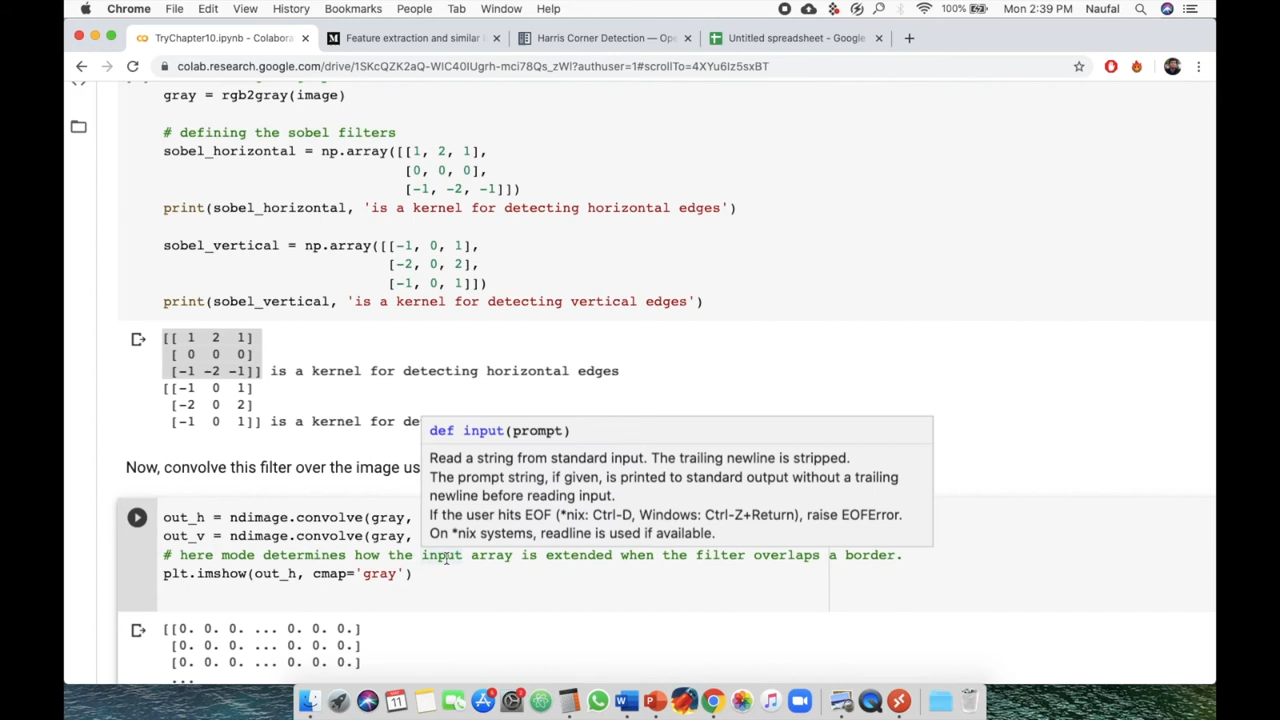 Chrome File Edit View History Bookmarks People Tab Window Help 100% Mon 2:39 PM Naufal
TryChapter10.ipynb - Colabora Feature extraction and similar i Harris Corner Detection — Ope Untitled spreadsheet - Google
colab.research.google.com/drive/1SKcQZK2aQ-WlC40IUgrh-mci78Qs_zWl?authuser=1#scrollTo=4XYu6lz5sxBT
gray = rgb2gray(image)
# defining the sobel filters
sobel_horizontal = np.array([[1, 2, 1],
[0, 0, 0],
[-1, -2, -1]])
print(sobel_horizontal, 'is a kernel for detecting horizontal edges')
sobel_vertical = np.array([[-1, 0, 1],
[-2, 0, 2],
[-1, 0, 1]])
print(sobel_vertical, 'is a kernel for detecting vertical edges')
[[ 1 2 1]
[ 0 0 0]
[-1 -2 -1]] is a kernel for detecting horizontal edges
[[-1 0 1]
[-2 0 2]
[-1 0 1]] is a kernel for de
def input(prompt)
Read a string from standard input. The trailing newline is stripped.
The prompt string, if given, is printed to standard output without a trailing
newline before reading input.
If the user hits EOF (*nix: Ctrl-D, Windows: Ctrl-Z+Return), raise EOFError.
On *nix systems, readline is used if available.
Now, convolve this filter over the image us
out_h = ndimage.convolve(gray,
out_v = ndimage.convolve(gray,
# here mode determines how the input array is extended when the filter overlaps a border.
plt.imshow(out_h, cmap='gray')
[[0. 0. 0. ... 0. 0. 0.]
[0. 0. 0. ... 0. 0. 0.]
[0. 0. 0. ... 0. 0. 0.]
...